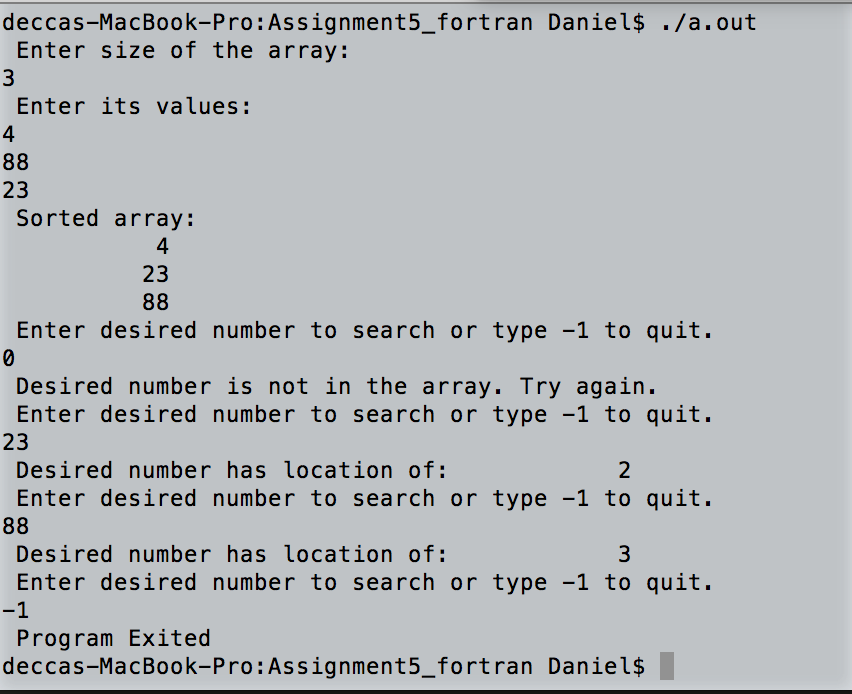 deccas-MacBook-Pro:Assignment5_fortran Daniel$ ./a.out
Enter size of the array:
3
Enter its values:
4
88
23
Sorted array:
4
23
88
Enter desired number to search or type -1 to quit.
0
Desired number is not in the array. Try again.
Enter desired number to search or type -1 to quit.
23
Desired number has location of: 2
Enter desired number to search or type -1 to quit.
88
Desired number has location of: 3
Enter desired number to search or type -1 to quit.
-1
Program Exited
deccas-MacBook-Pro:Assignment5_fortran Daniel$